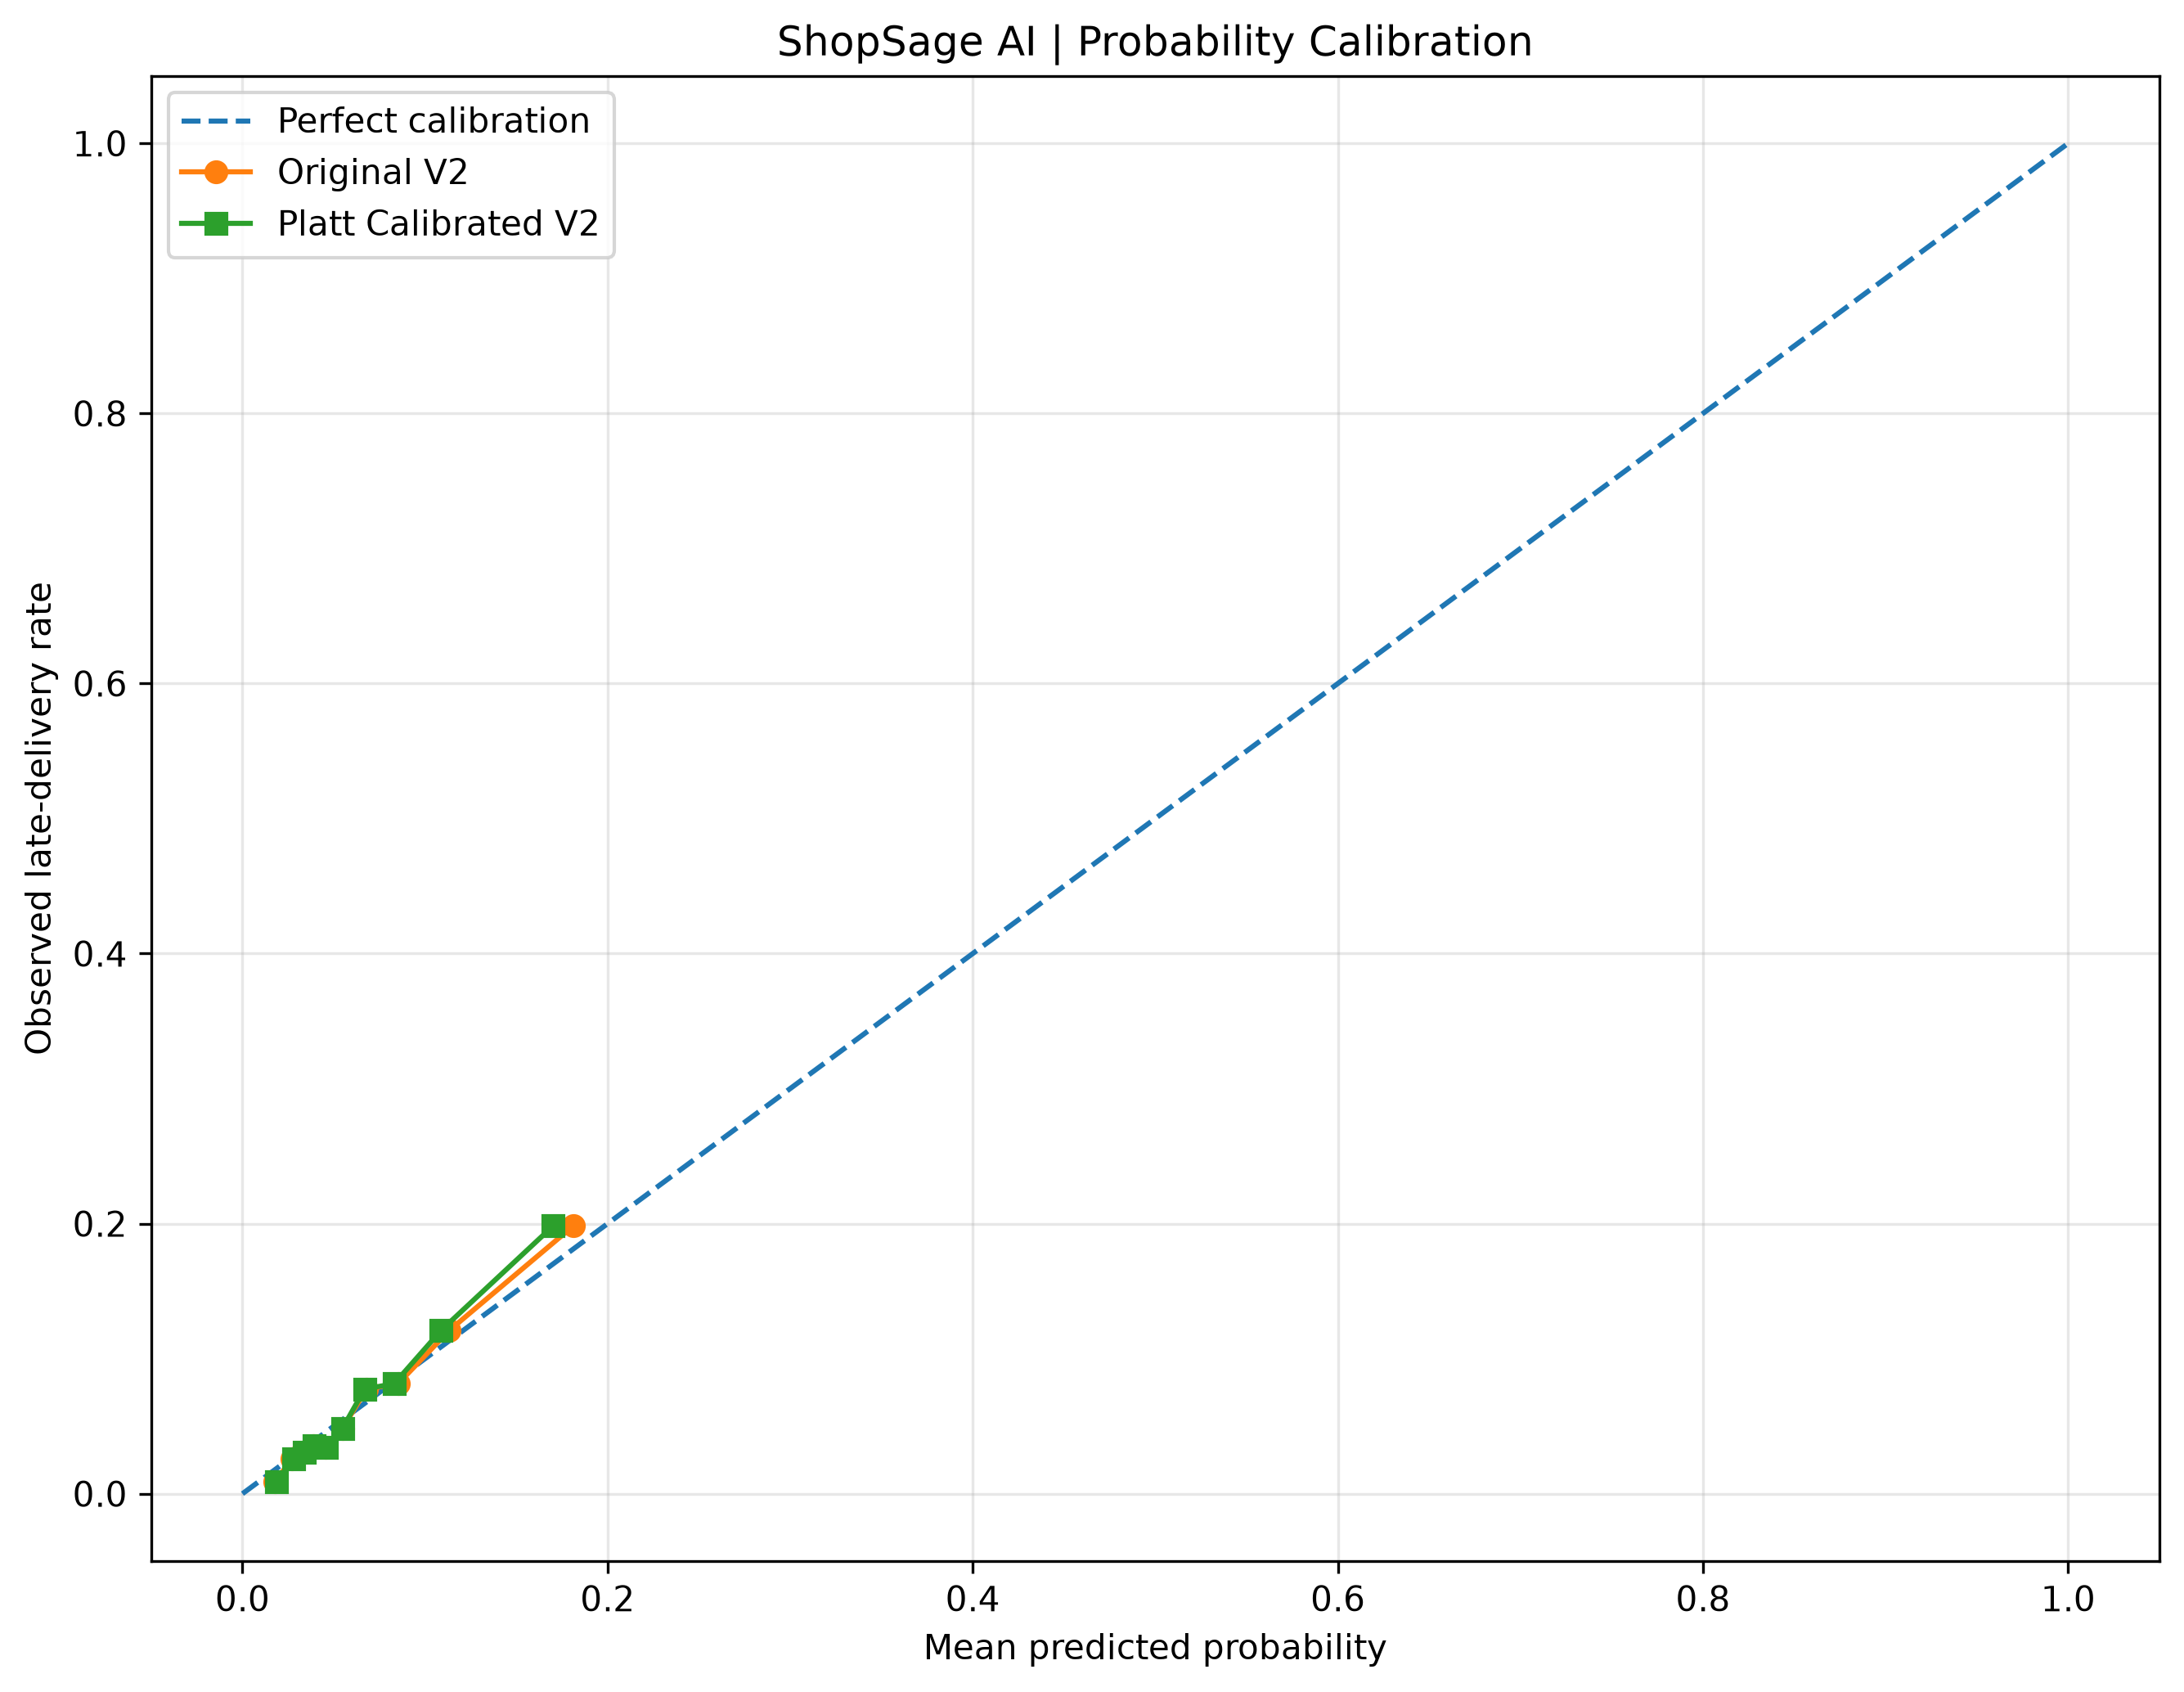 ShopSage AI | Probability Calibration
Perfect calibration
Original V2
Platt Calibrated V2
1.0
0.8
0.6
0.4
0.2
0.0
Observed late-delivery rate
0.0 0.2 0.4 0.6 0.8 1.0
Mean predicted probability